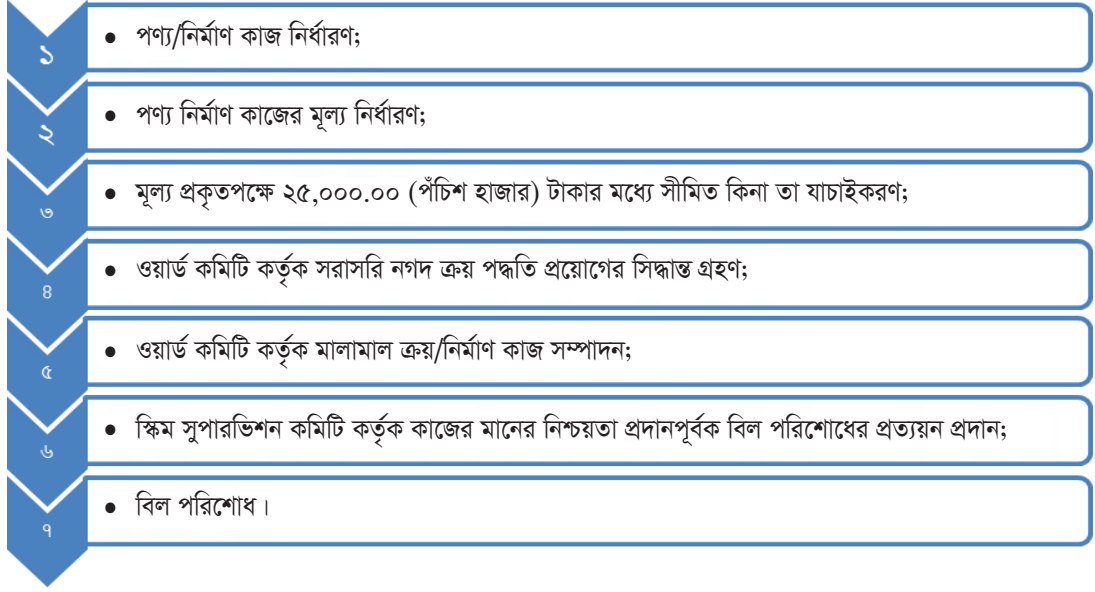 ১ • পণ্য/নির্মাণ কাজ নির্ধারণ;
২ • পণ্য নির্মাণ কাজের মূল্য নির্ধারণ;
৩ • মূল্য প্রকৃতপক্ষে ২৫,০০০.০০ (পঁচিশ হাজার) টাকার মধ্যে সীমিত কিনা তা যাচাইকরণ;
৪ • ওয়ার্ড কমিটি কর্তৃক সরাসরি নগদ ক্রয় পদ্ধতি প্রয়োগের সিদ্ধান্ত গ্রহণ;
৫ • ওয়ার্ড কমিটি কর্তৃক মালামাল ক্রয়/নির্মাণ কাজ সম্পাদন;
৬ • স্কিম সুপারভিশন কমিটি কর্তৃক কাজের মানের নিশ্চয়তা প্রদানপূর্বক বিল পরিশোধের প্রত্যয়ন প্রদান;
৭ • বিল পরিশোধ।